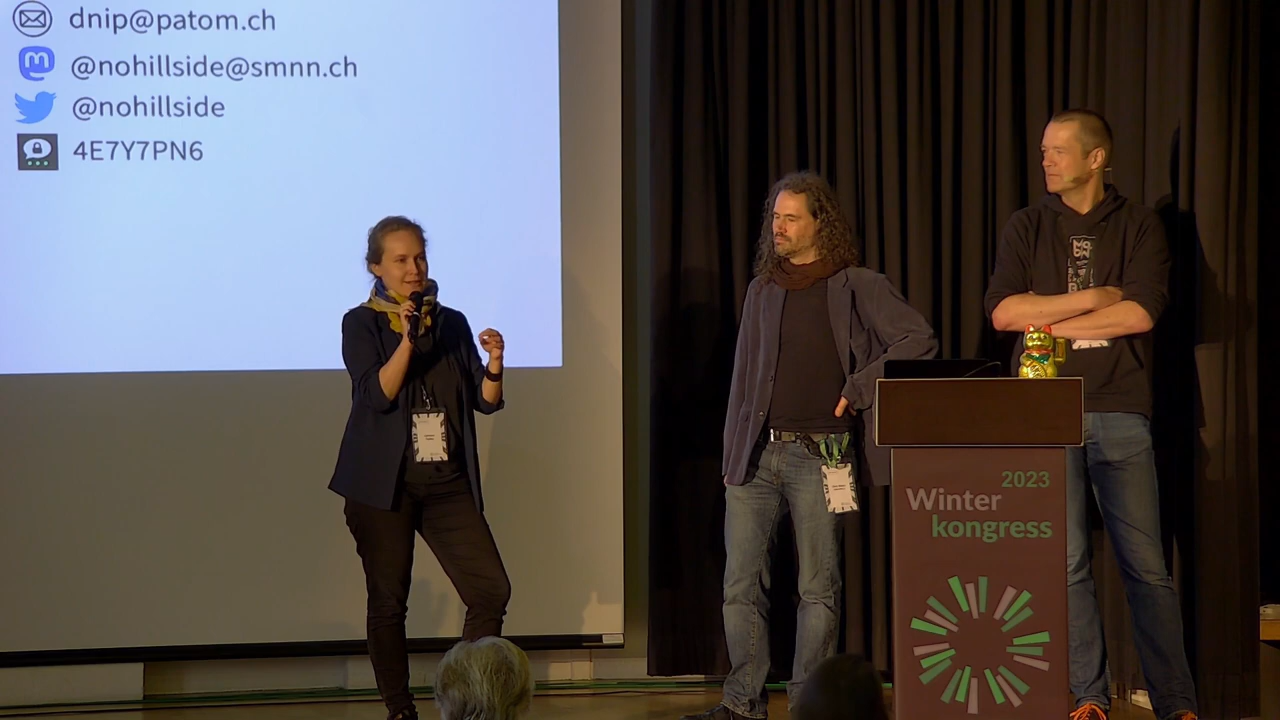 dnip@patom.ch
@nohillside@smnn.ch
@nohillside
4E7Y7PN6
2023
Winter
kongress